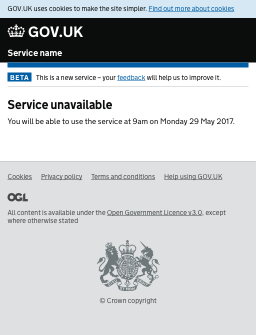 GOV.UK uses cookies to make the site simpler. Find out more about cookies
GOV.UK
Service name
BETA This is a new service – your feedback will help us to improve it.
Service unavailable
You will be able to use the service at 9am on Monday 29 May 2017.
Cookies Privacy policy Terms and conditions Help using GOV.UK
OGL
All content is available under the Open Government Licence v3.0, except
where otherwise stated
© Crown copyright